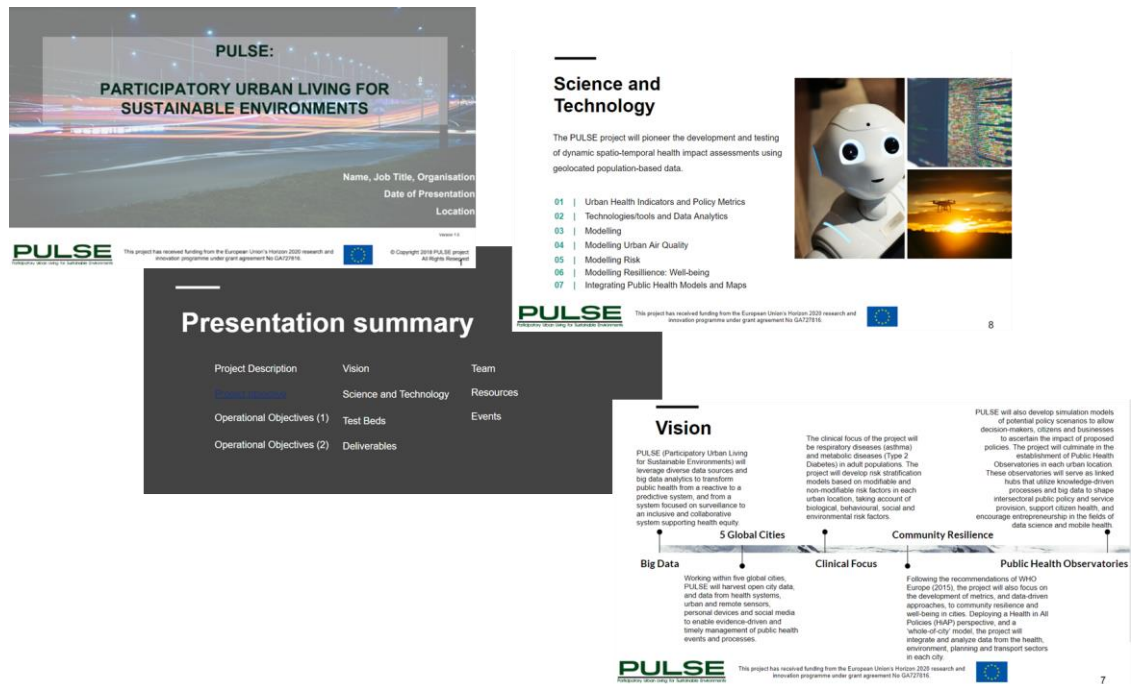 PULSE:
PARTICIPATORY URBAN LIVING FOR
SUSTAINABLE ENVIRONMENTS
Name, Job Title, Organisation
Date of Presentation
Location
Version 1.0
PULSE
Participatory Urban Living for Sustainable Environments
This project has received funding from the European Union's Horizon 2020 research and
innovation programme under grant agreement No GA727816.
© Copyright 2018 PULSE project
All Rights Reserved
1
Presentation summary
Project Description
Operational Objectives (1)
Operational Objectives (2)
Vision
Science and Technology
Test Beds
Deliverables
Team
Resources
Events
Science and
Technology
The PULSE project will pioneer the development and testing
of dynamic spatio-temporal health impact assessments using
geolocated population-based data.
01 | Urban Health Indicators and Policy Metrics
02 | Technologies/tools and Data Analytics
03 | Modelling
04 | Modelling Urban Air Quality
05 | Modelling Risk
06 | Modelling Resillience: Well-being
07 | Integrating Public Health Models and Maps
PULSE
Participatory Urban Living for Sustainable Environments
This project has received funding from the European Union's Horizon 2020 research and
innovation programme under grant agreement No GA727816.
8
Vision
PULSE (Participatory Urban Living
for Sustainable Environments) will
leverage diverse data sources and
big data analytics to transform
public health from a reactive to a
predictive system, and from a
system focused on surveillance to
an inclusive and collaborative
system supporting health equity.
Big Data
5 Global Cities
Working within five global cities,
PULSE will harvest open city data,
and data from health systems,
urban and remote sensors,
personal devices and social media
to enable evidence-driven and
timely management of public health
events and processes.
The clinical focus of the project will
be respiratory diseases (asthma)
and metabolic diseases (Type 2
Diabetes) in adult populations. The
project will develop risk stratification
models based on modifiable and
non-modifiable risk factors in each
urban location, taking account of
biological, behavioural, social and
environmental risk factors.
Clinical Focus
Community Resilience
Following the recommendations of WHO
Europe (2015), the project will also focus on
the development of metrics, and data-driven
approaches, to community resilience and
well-being in cities. Deploying a Health in All
Policies (HiAP) perspective, and a
'whole-of-city' model, the project will
integrate and analyze data from the health,
environment, planning and transport sectors
in each city.
PULSE will also develop simulation models
of potential policy scenarios to allow
decision-makers, citizens and businesses
to ascertain the impact of proposed
policies. The project will culminate in the
establishment of Public Health
Observatories in each urban location.
These observatories will serve as linked
hubs that utilize knowledge-driven
processes and big data to shape
intersectoral public policy and service
provision, support citizen health, and
encourage entrepreneurship in the fields of
data science and mobile health.
Public Health Observatories
PULSE
Participatory Urban Living for Sustainable Environments
This project has received funding from the European Union's Horizon 2020 research and
innovation programme under grant agreement No GA727816.
7